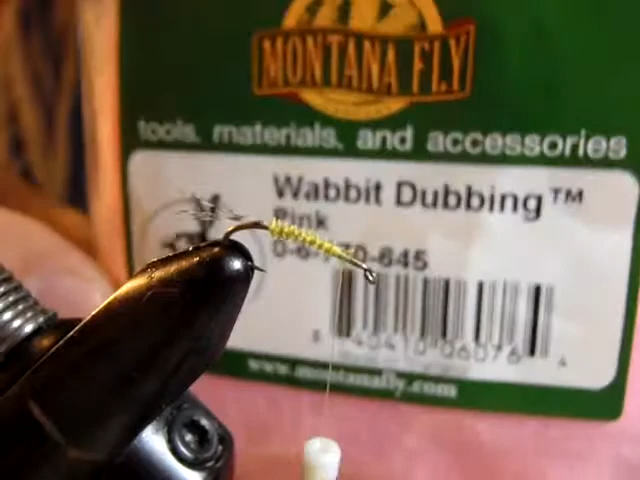 MONTANA FLY
tools, materials, and accessories
Wabbit Dubbing™
Pink
www.montanafly.com